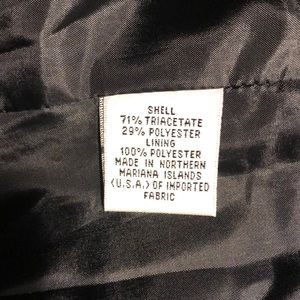 SHELL
71% TRIACETATE
29% POLYESTER
LINING
100% POLYESTER
MADE IN NORTHERN
MARIANA ISLANDS
(U.S.A.) OF IMPORTED
FABRIC